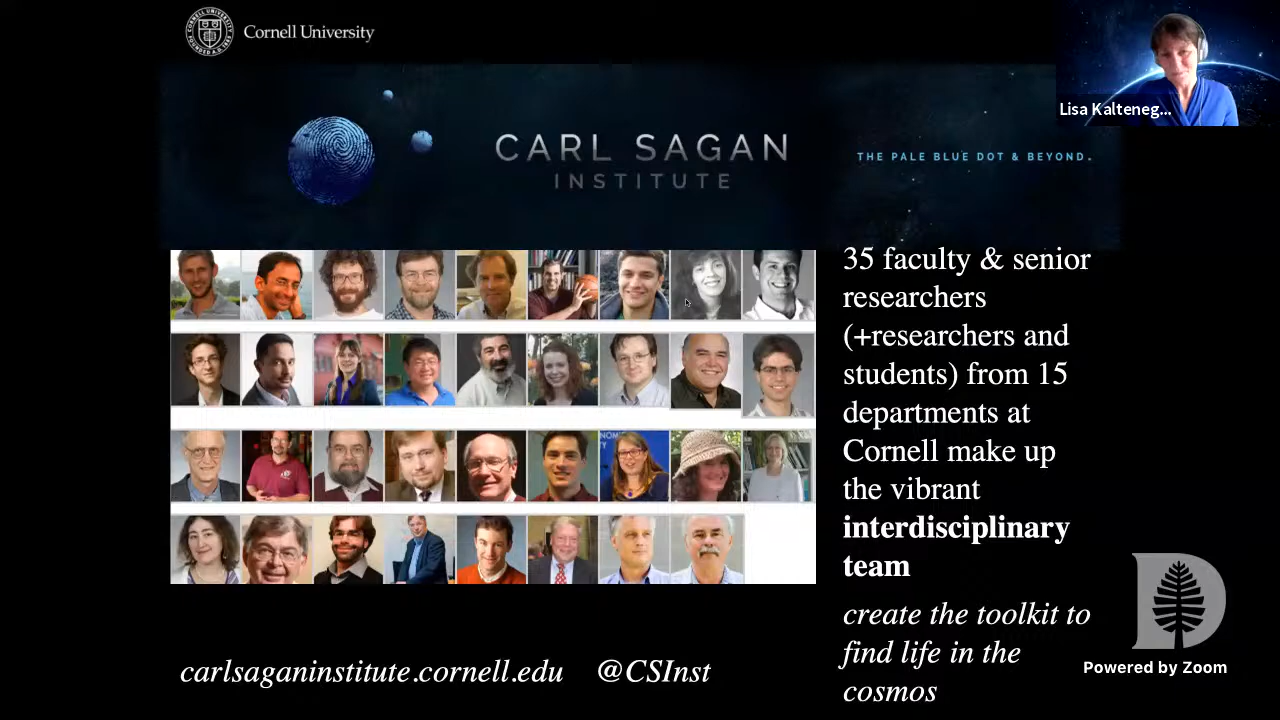 Cornell University
Lisa Kalteneg...
CARL SAGAN
INSTITUTE
THE PALE BLUE DOT & BEYOND.
35 faculty & senior
researchers
(+researchers and
students) from 15
departments at
Cornell make up
the vibrant
interdisciplinary
team
create the toolkit to
find life in the
cosmos
carlsaganinstitute.cornell.edu @CSInst
D
Powered by Zoom